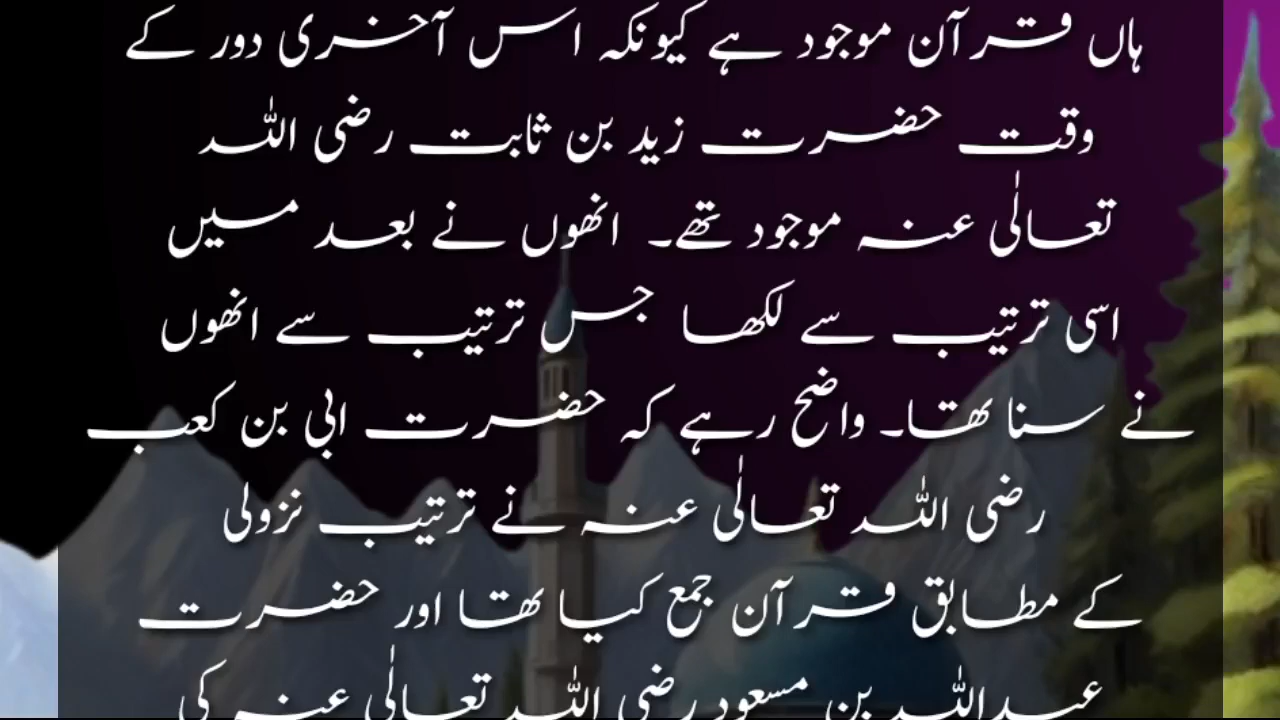 ہاں قرآن موجود ہے کیونکہ اس آخری دور کے
وقت حضرت زید بن ثابت رضی اللہ
تعالٰی عنہ موجود تھے۔ انھوں نے بعد میں
اسی ترتیب سے لکھا جس ترتیب سے انھوں
نے سنا تھا۔ واضح رہے کہ حضرت ابی بن کعب
رضی اللہ تعالٰی عنہ نے ترتیب نزولی
کے مطابق قرآن جمع کیا تھا اور حضرت
عبداللہ بن مسعود رضی اللہ تعالٰی عنہ کی